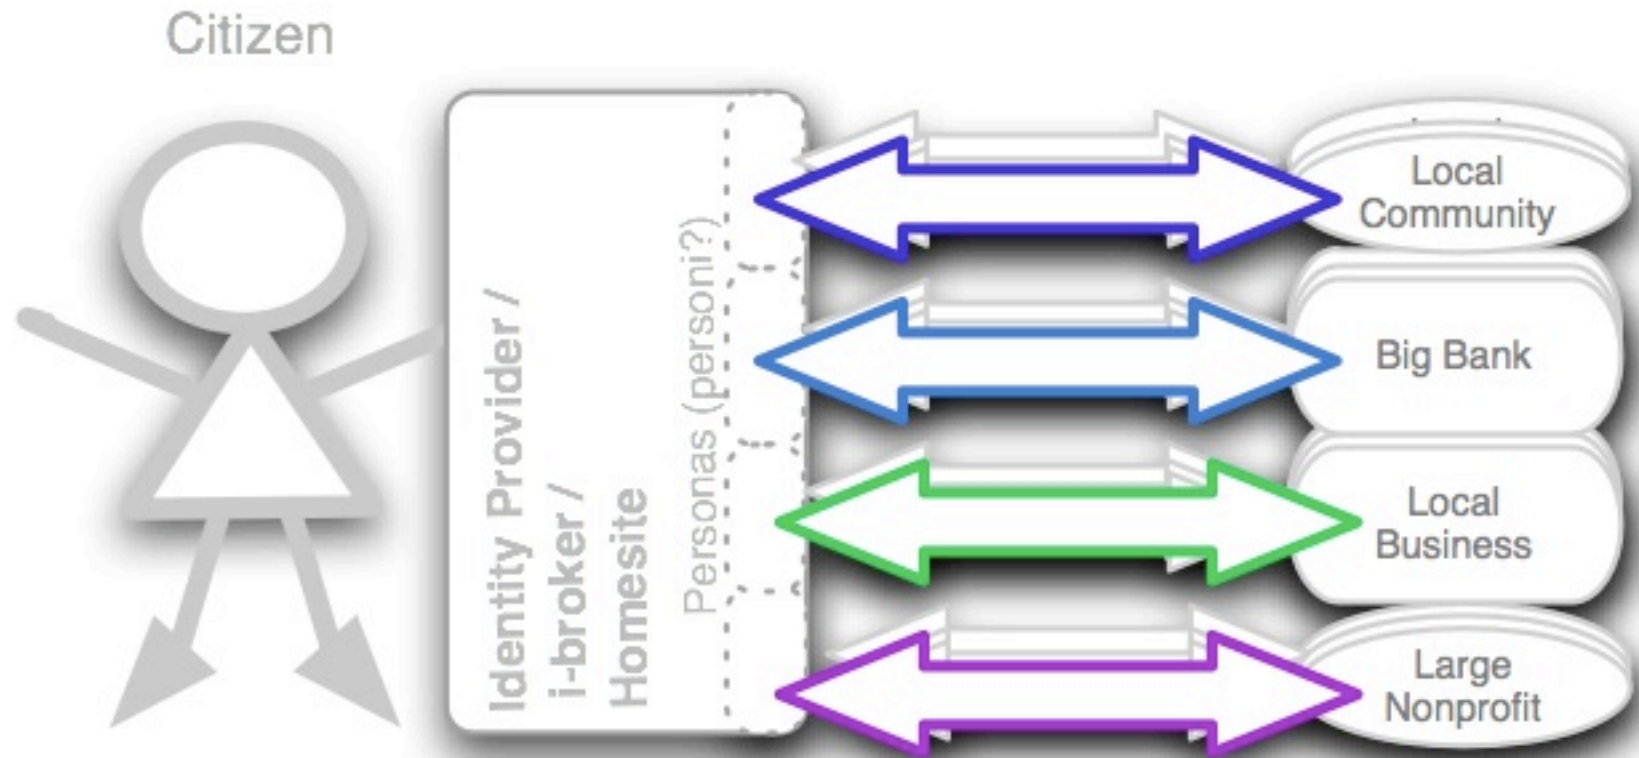 Citizen
Identity Provider /
i-broker /
Homesite
Personas (personi?)
Local
Community
Big Bank
Local
Business
Large
Nonprofit